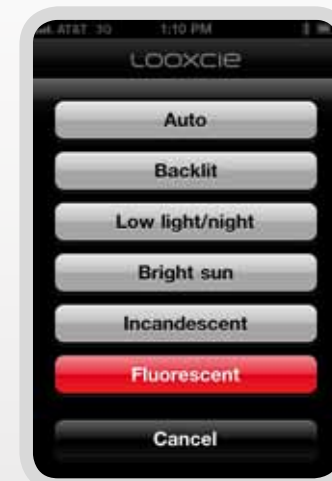 AT&T 3G 1:10 PM
LOOXCIE
Auto
Backlit
Low light/night
Bright sun
Incandescent
Fluorescent
Cancel